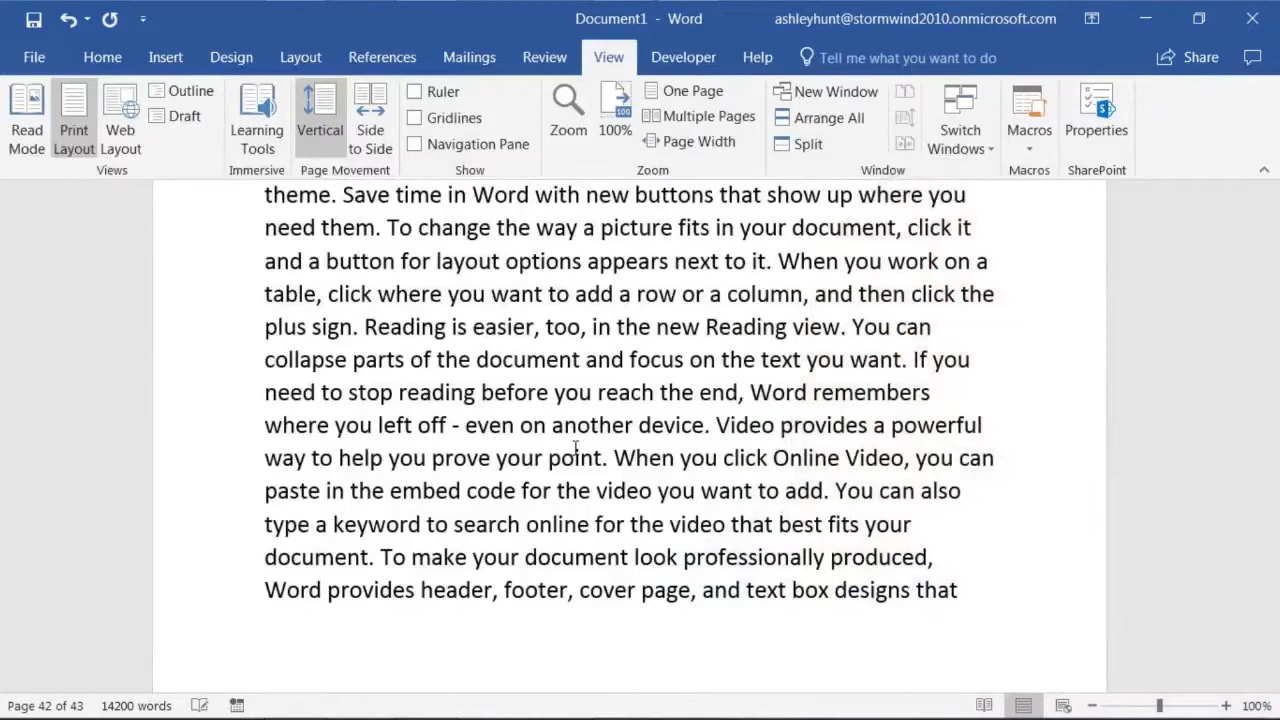 Document1 - Word
ashleyhunt@stormwind2010.onmicrosoft.com
File Home Insert Design Layout References Mailings Review View Developer Help Tell me what you want to do Share
Read Mode
Print Layout
Web Layout
Outline
Draft
Views
Learning Tools
Immersive
Vertical
Side to Side
Page Movement
Ruler
Gridlines
Navigation Pane
Show
Zoom
100
100%
One Page
Multiple Pages
Page Width
Zoom
New Window
Arrange All
Split
Switch Windows
Window
Macros
Macros
Properties
SharePoint
theme. Save time in Word with new buttons that show up where you
need them. To change the way a picture fits in your document, click it
and a button for layout options appears next to it. When you work on a
table, click where you want to add a row or a column, and then click the
plus sign. Reading is easier, too, in the new Reading view. You can
collapse parts of the document and focus on the text you want. If you
need to stop reading before you reach the end, Word remembers
where you left off - even on another device. Video provides a powerful
way to help you prove your point. When you click Online Video, you can
paste in the embed code for the video you want to add. You can also
type a keyword to search online for the video that best fits your
document. To make your document look professionally produced,
Word provides header, footer, cover page, and text box designs that
Page 42 of 43 14200 words 100%